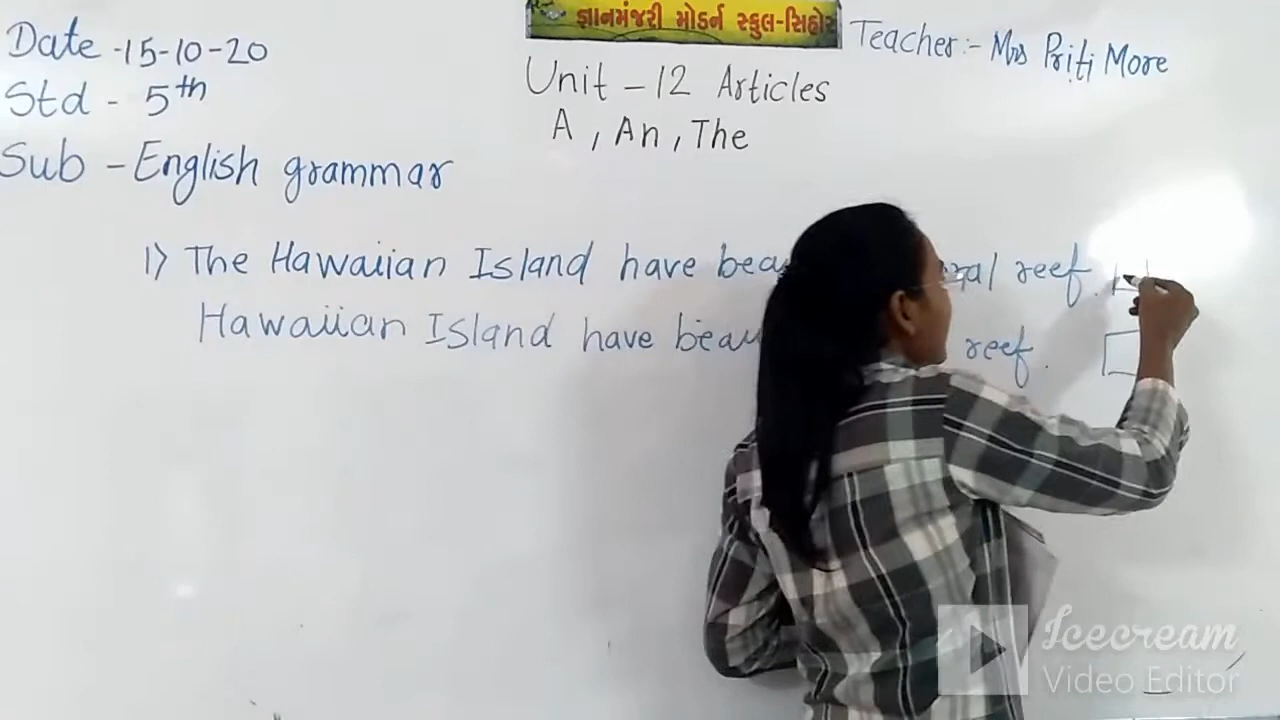 જ્ઞાનમંજરી મોડર્ન સ્કુલ-સિહોર
Date -15-10-20
Teacher:- Mrs Priti More
Std - 5th
Unit - 12 Articles
A , An , The
Sub - English grammar
1) The Hawaiian Island have reef.
Hawaiian Island have reef.
Icecream
Video Editor